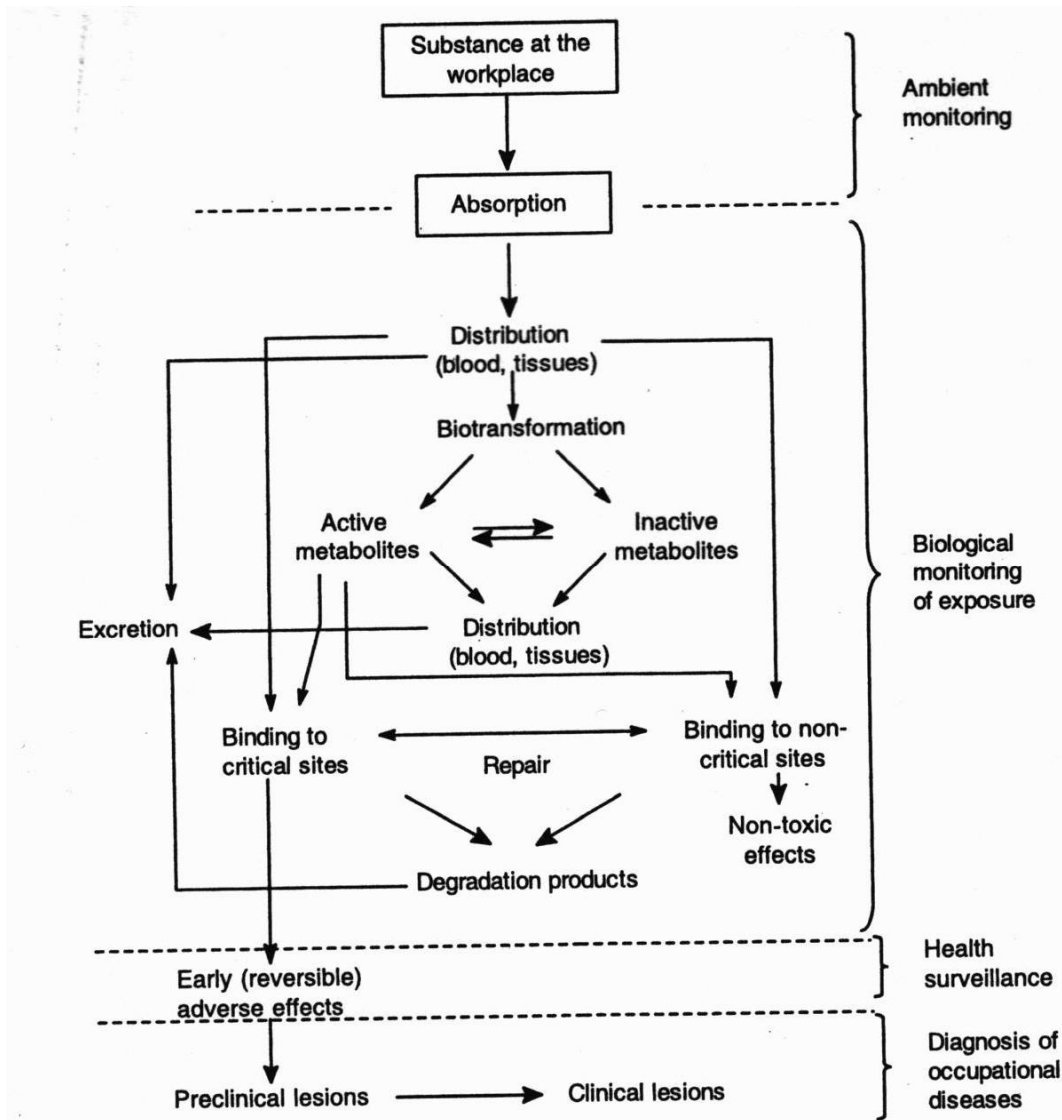 Substance at the
workplace
Ambient
monitoring
Absorption
Distribution
(blood, tissues)
Biotransformation
Active
metabolites
Inactive
metabolites
Biological
monitoring
of exposure
Excretion
Distribution
(blood, tissues)
Binding to
critical sites
Repair
Binding to non-
critical sites
Non-toxic
effects
Degradation products
Early (reversible)
adverse effects
Health
surveillance
Preclinical lesions
Clinical lesions
Diagnosis of
occupational
diseases